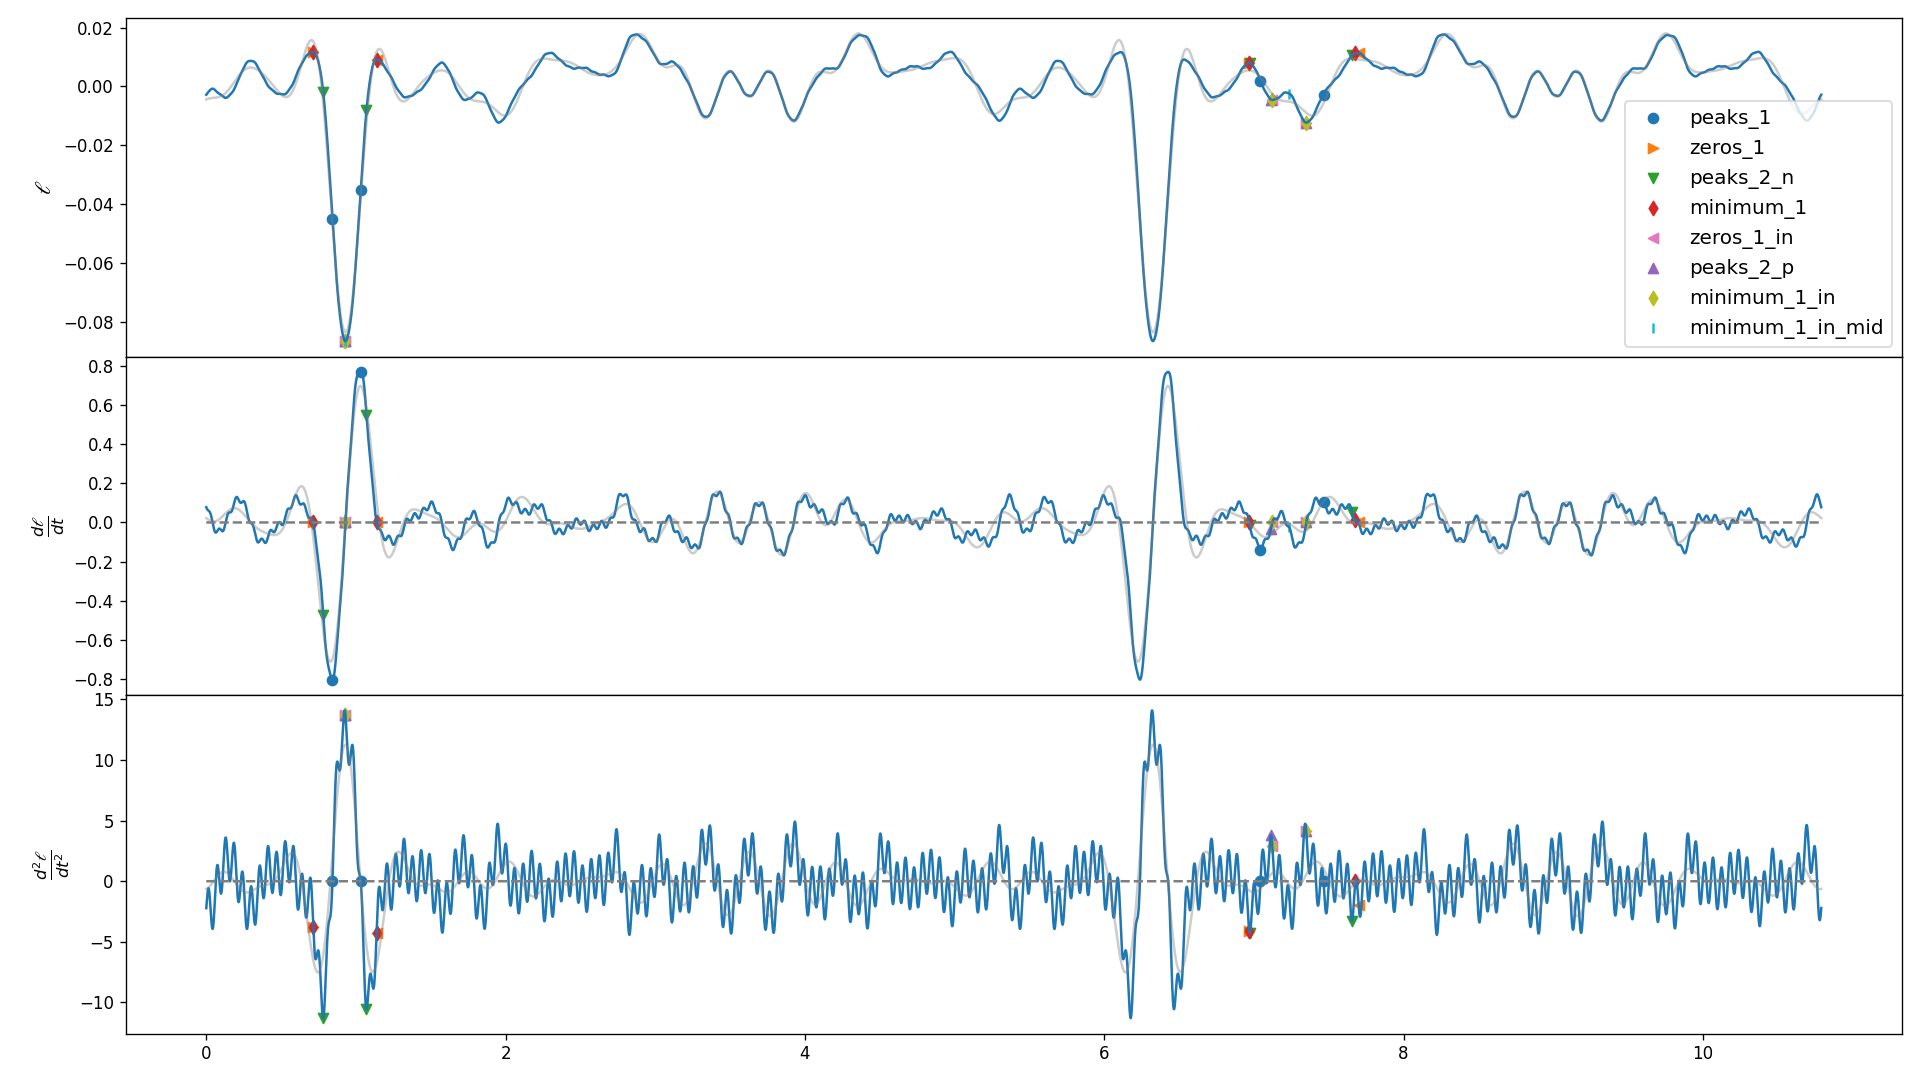 0.02
0.00
−0.02
−0.04
−0.06
−0.08
ℓ
peaks_1
zeros_1
peaks_2_n
minimum_1
zeros_1_in
peaks_2_p
minimum_1_in
minimum_1_in_mid
0.8
0.6
0.4
0.2
0.0
−0.2
−0.4
−0.6
−0.8
dℓ
dt
15
10
5
0
−5
−10
d²ℓ
dt²
0 2 4 6 8 10